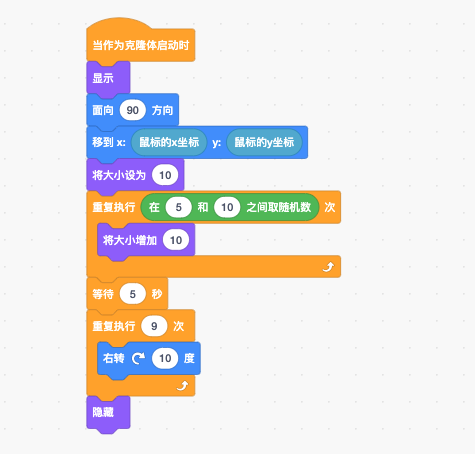 当作为克隆体启动时
显示
面向 90 方向
移到 x: 鼠标的x坐标 y: 鼠标的y坐标
将大小设为 10
重复执行 在 5 和 10 之间取随机数 次
将大小增加 10
等待 5 秒
重复执行 9 次
右转 10 度
隐藏